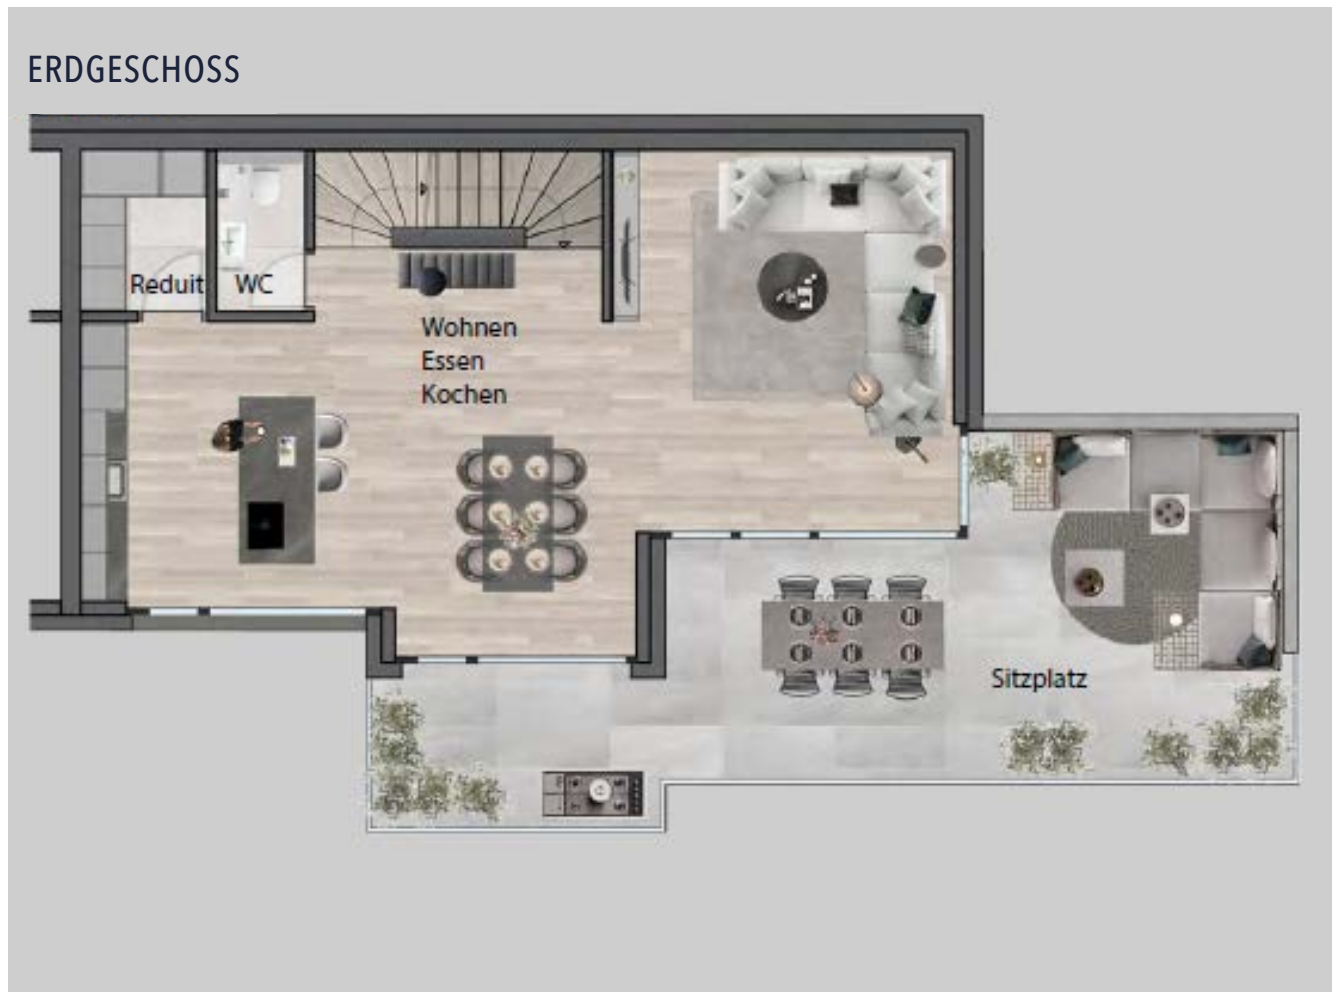 ERDGESCHOSS
Reduit
WC
Wohnen
Essen
Kochen
Sitzplatz